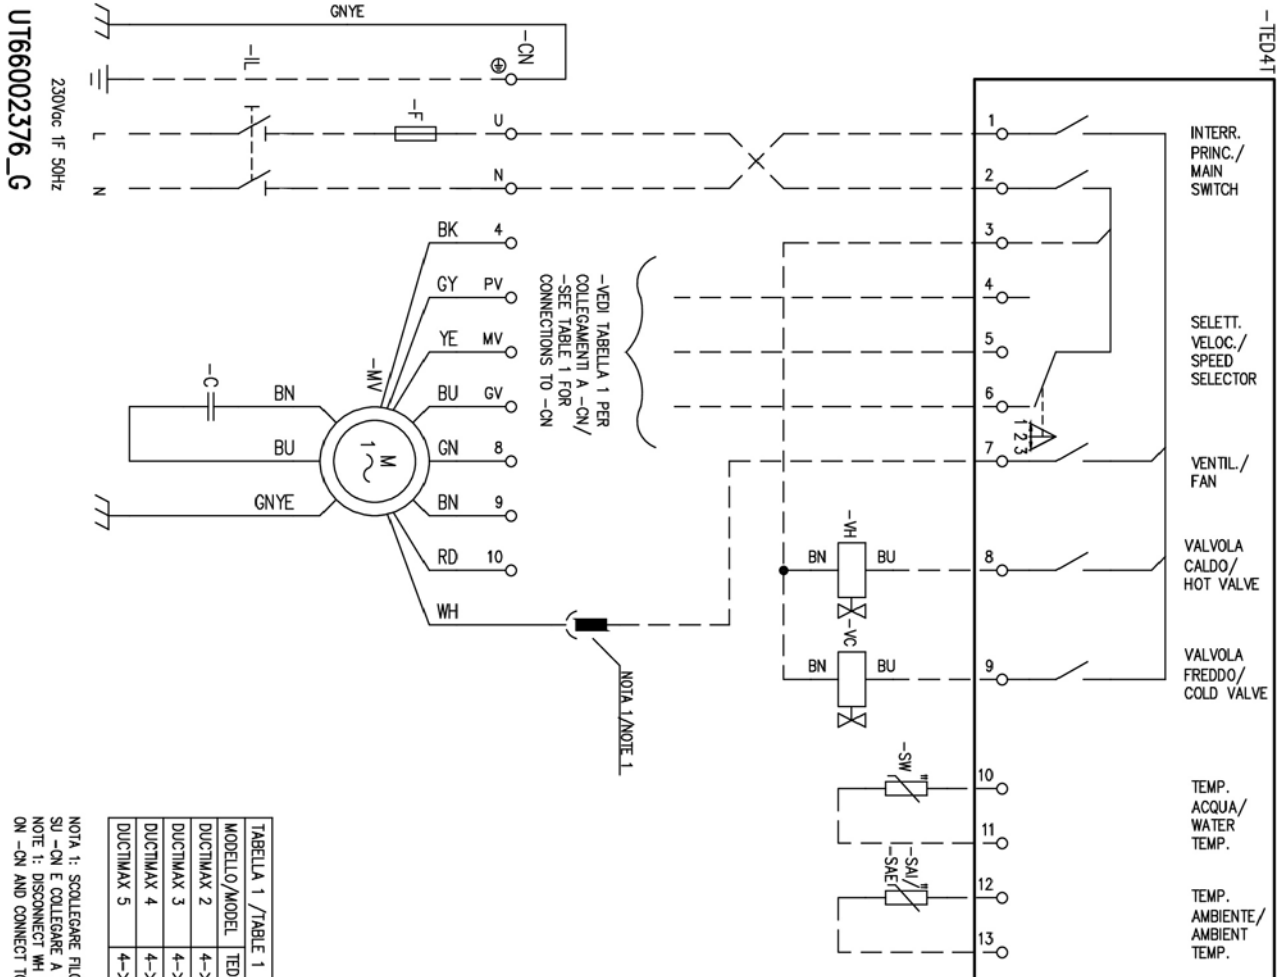 UT66002376_G
230Vac 1F 50Hz
GNYE
-CN
-IL
L
N
-F
U
N
BK 4
GY PV
YE MV
BU GV
GN 8
BN 9
RD 10
WH
-MV
M
1~
-C
BN
BU
GNYE
-VEDI TABELLA 1 PER
COLLEGAMENTI A -CN/
-SEE TABLE 1 FOR
CONNECTIONS TO -CN
NOTA 1/NOTE 1
-TED4T
1
2
3
4
5
6
7
8
9
10
11
12
13
1 2 3
INTERR.
PRINC./
MAIN
SWITCH
SELETT.
VELOC./
SPEED
SELECTOR
VENTIL./
FAN
VALVOLA
CALDO/
HOT VALVE
VALVOLA
FREDDO/
COLD VALVE
TEMP.
ACQUA/
WATER
TEMP.
TEMP.
AMBIENTE/
AMBIENT
TEMP.
-VH
BN BU
-VC
BN BU
-SW
-SAI/
-SAE
TABELLA 1 /TABLE 1
MODELLO/MODEL TED
DUCTIMAX 2 4->
DUCTIMAX 3 4->
DUCTIMAX 4 4->
DUCTIMAX 5 4->
NOTA 1: SCOLLEGARE
SU -CN E COLLEGARE A
NOTE 1: DISCONNECT WH
ON -CN AND CONNECT